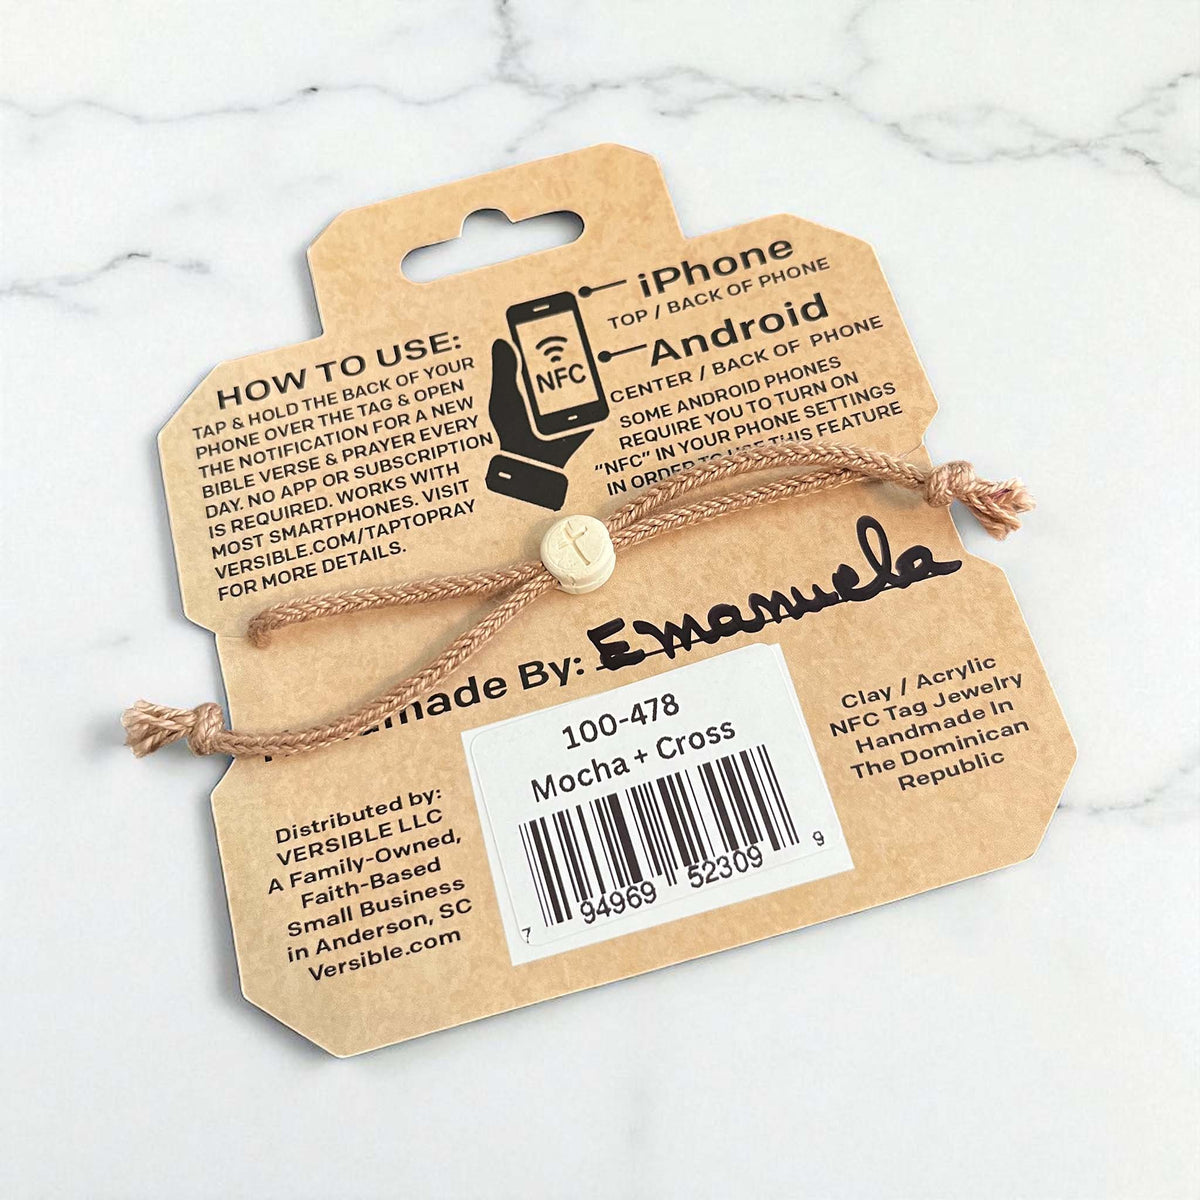 HOW TO USE:
TAP & HOLD THE BACK OF YOUR
PHONE OVER THE TAG & OPEN
THE NOTIFICATION FOR A NEW
BIBLE VERSE & PRAYER EVERY
DAY. NO APP OR SUBSCRIPTION
IS REQUIRED. WORKS WITH
MOST SMARTPHONES. VISIT
VERSIBLE.COM/TAPTOPRAY
FOR MORE DETAILS.
NFC
iPhone
TOP / BACK OF PHONE
Android
CENTER / BACK OF PHONE
SOME ANDROID PHONES
REQUIRE YOU TO TURN ON
"NFC" IN YOUR PHONE SETTINGS
IN ORDER TO USE THIS FEATURE
made By: Emanuela
100-478
Mocha + Cross
7 94969 52309 9
Distributed by:
VERSIBLE LLC
A Family-Owned,
Faith-Based
Small Business
in Anderson, SC
Versible.com
Clay / Acrylic
NFC Tag Jewelry
Handmade In
The Dominican
Republic